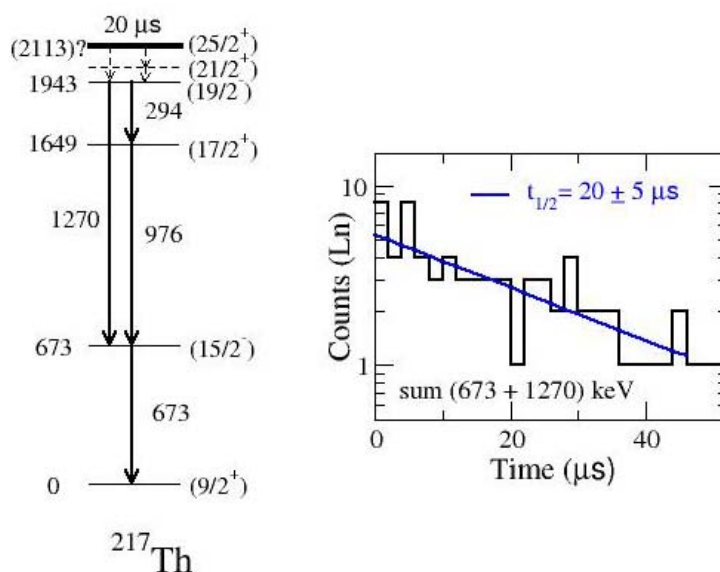 20 μs
(2113)? (25/2⁺)
(21/2⁺)
1943 (19/2⁻)
294
1649 (17/2⁺)
1270 976
673 (15/2⁻)
673
0 (9/2⁺)
²¹⁷Th
10
t₁/₂= 20 ± 5 μs
Counts (Ln)
1
sum (673 + 1270) keV
0 20 40
Time (μs)